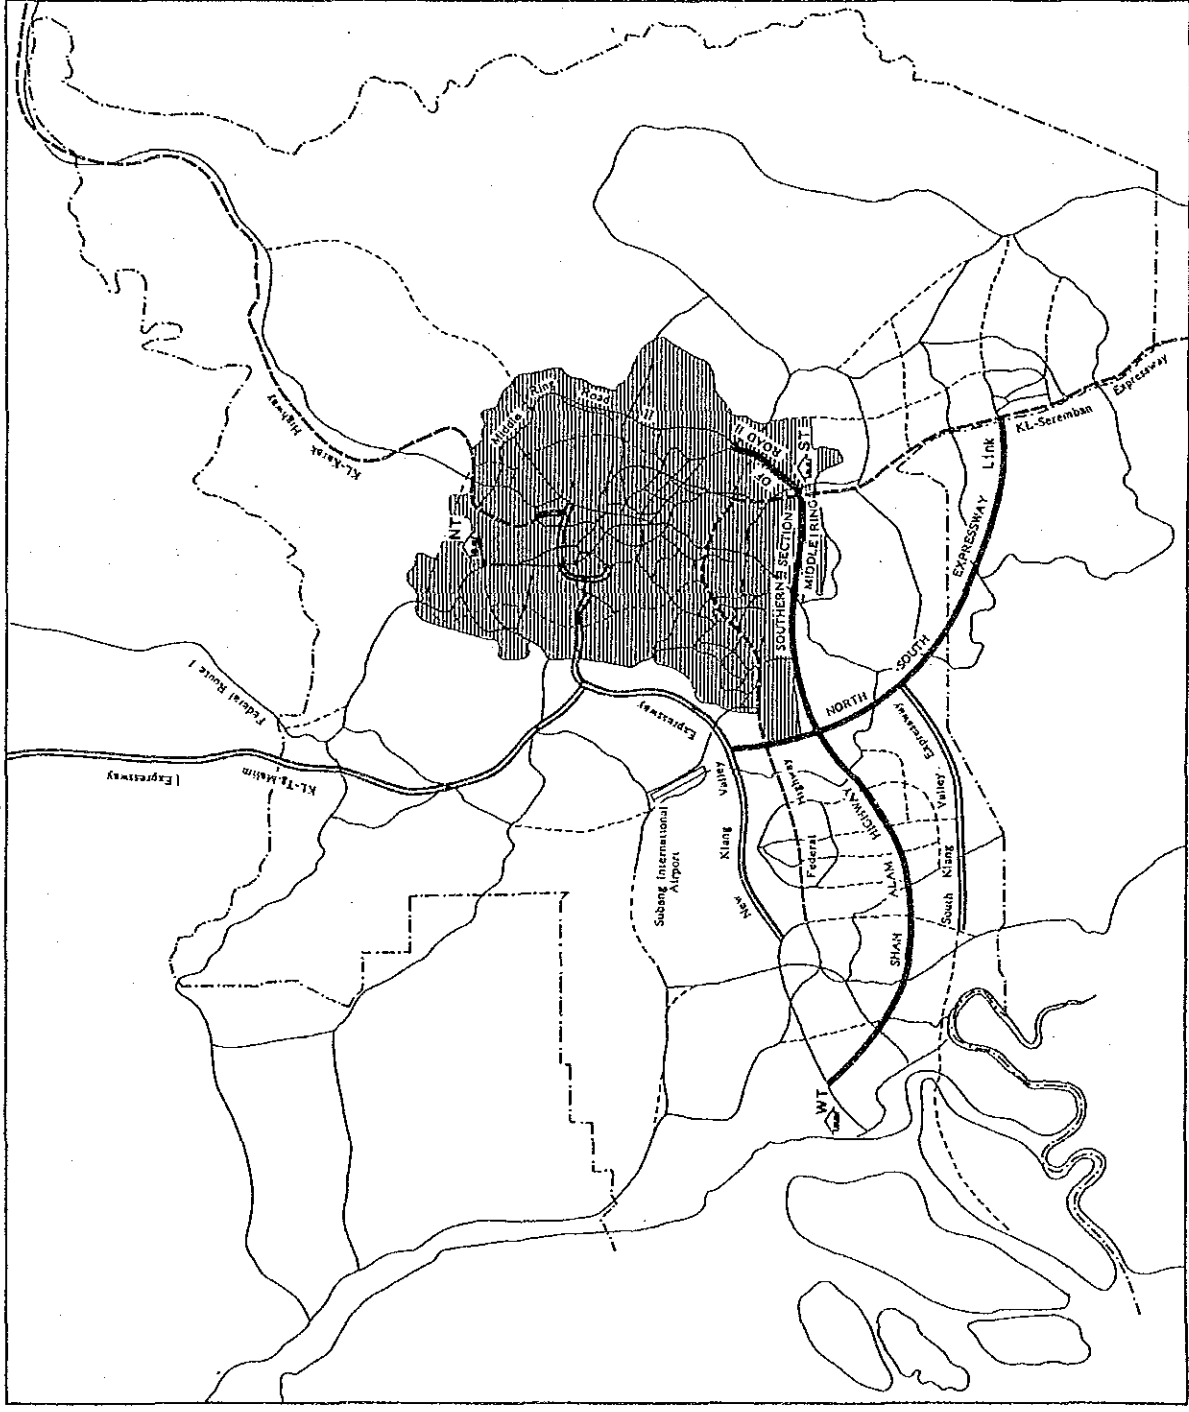 KL-Karak
Highway
Middle Ring
Road
II
NT
ST
OF
ROAD II
SOUTHERN SECTION
MIDDLE RING
KL-Seremban
Expressway
Link
EXPRESSWAY
SOUTH
NORTH
Federal Route I
KL-Tg Malim
Expressway
Expressway
Valley
Klang
New
Subang International
Airport
Highway
Federal
HIGHWAY
ALAM
SHAH
Expressway
Valley
Klang
South
WT